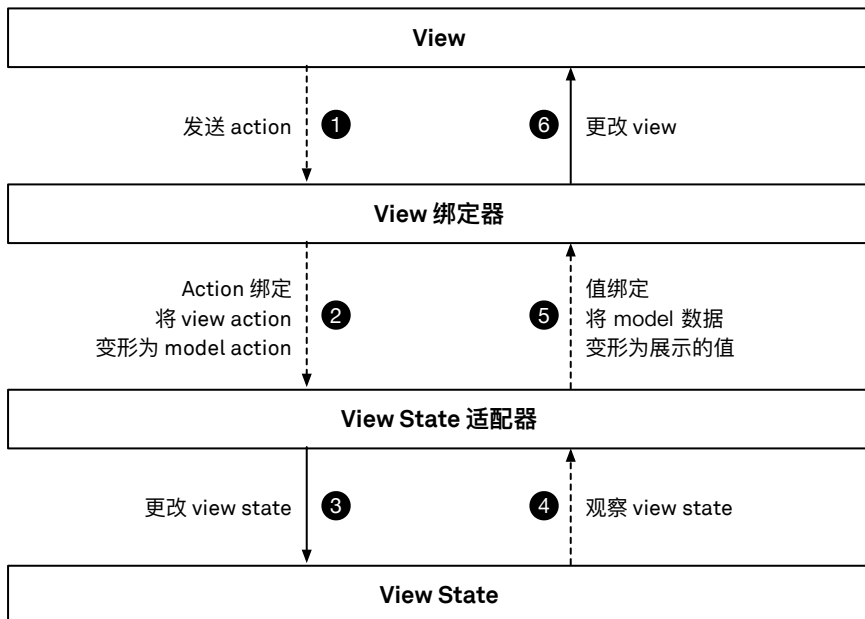 View
发送 action
1
6
更改 view
View 绑定器
Action 绑定
将 view action
变形为 model action
2
5
值绑定
将 model 数据
变形为展示的值
View State 适配器
更改 view state
3
4
观察 view state
View State